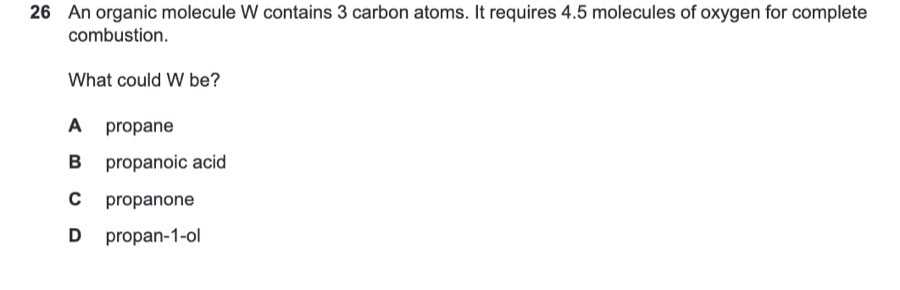 26 An organic molecule W contains 3 carbon atoms. It requires 4.5 molecules of oxygen for complete
combustion.
What could W be?
A propane
B propanoic acid
C propanone
D propan-1-ol